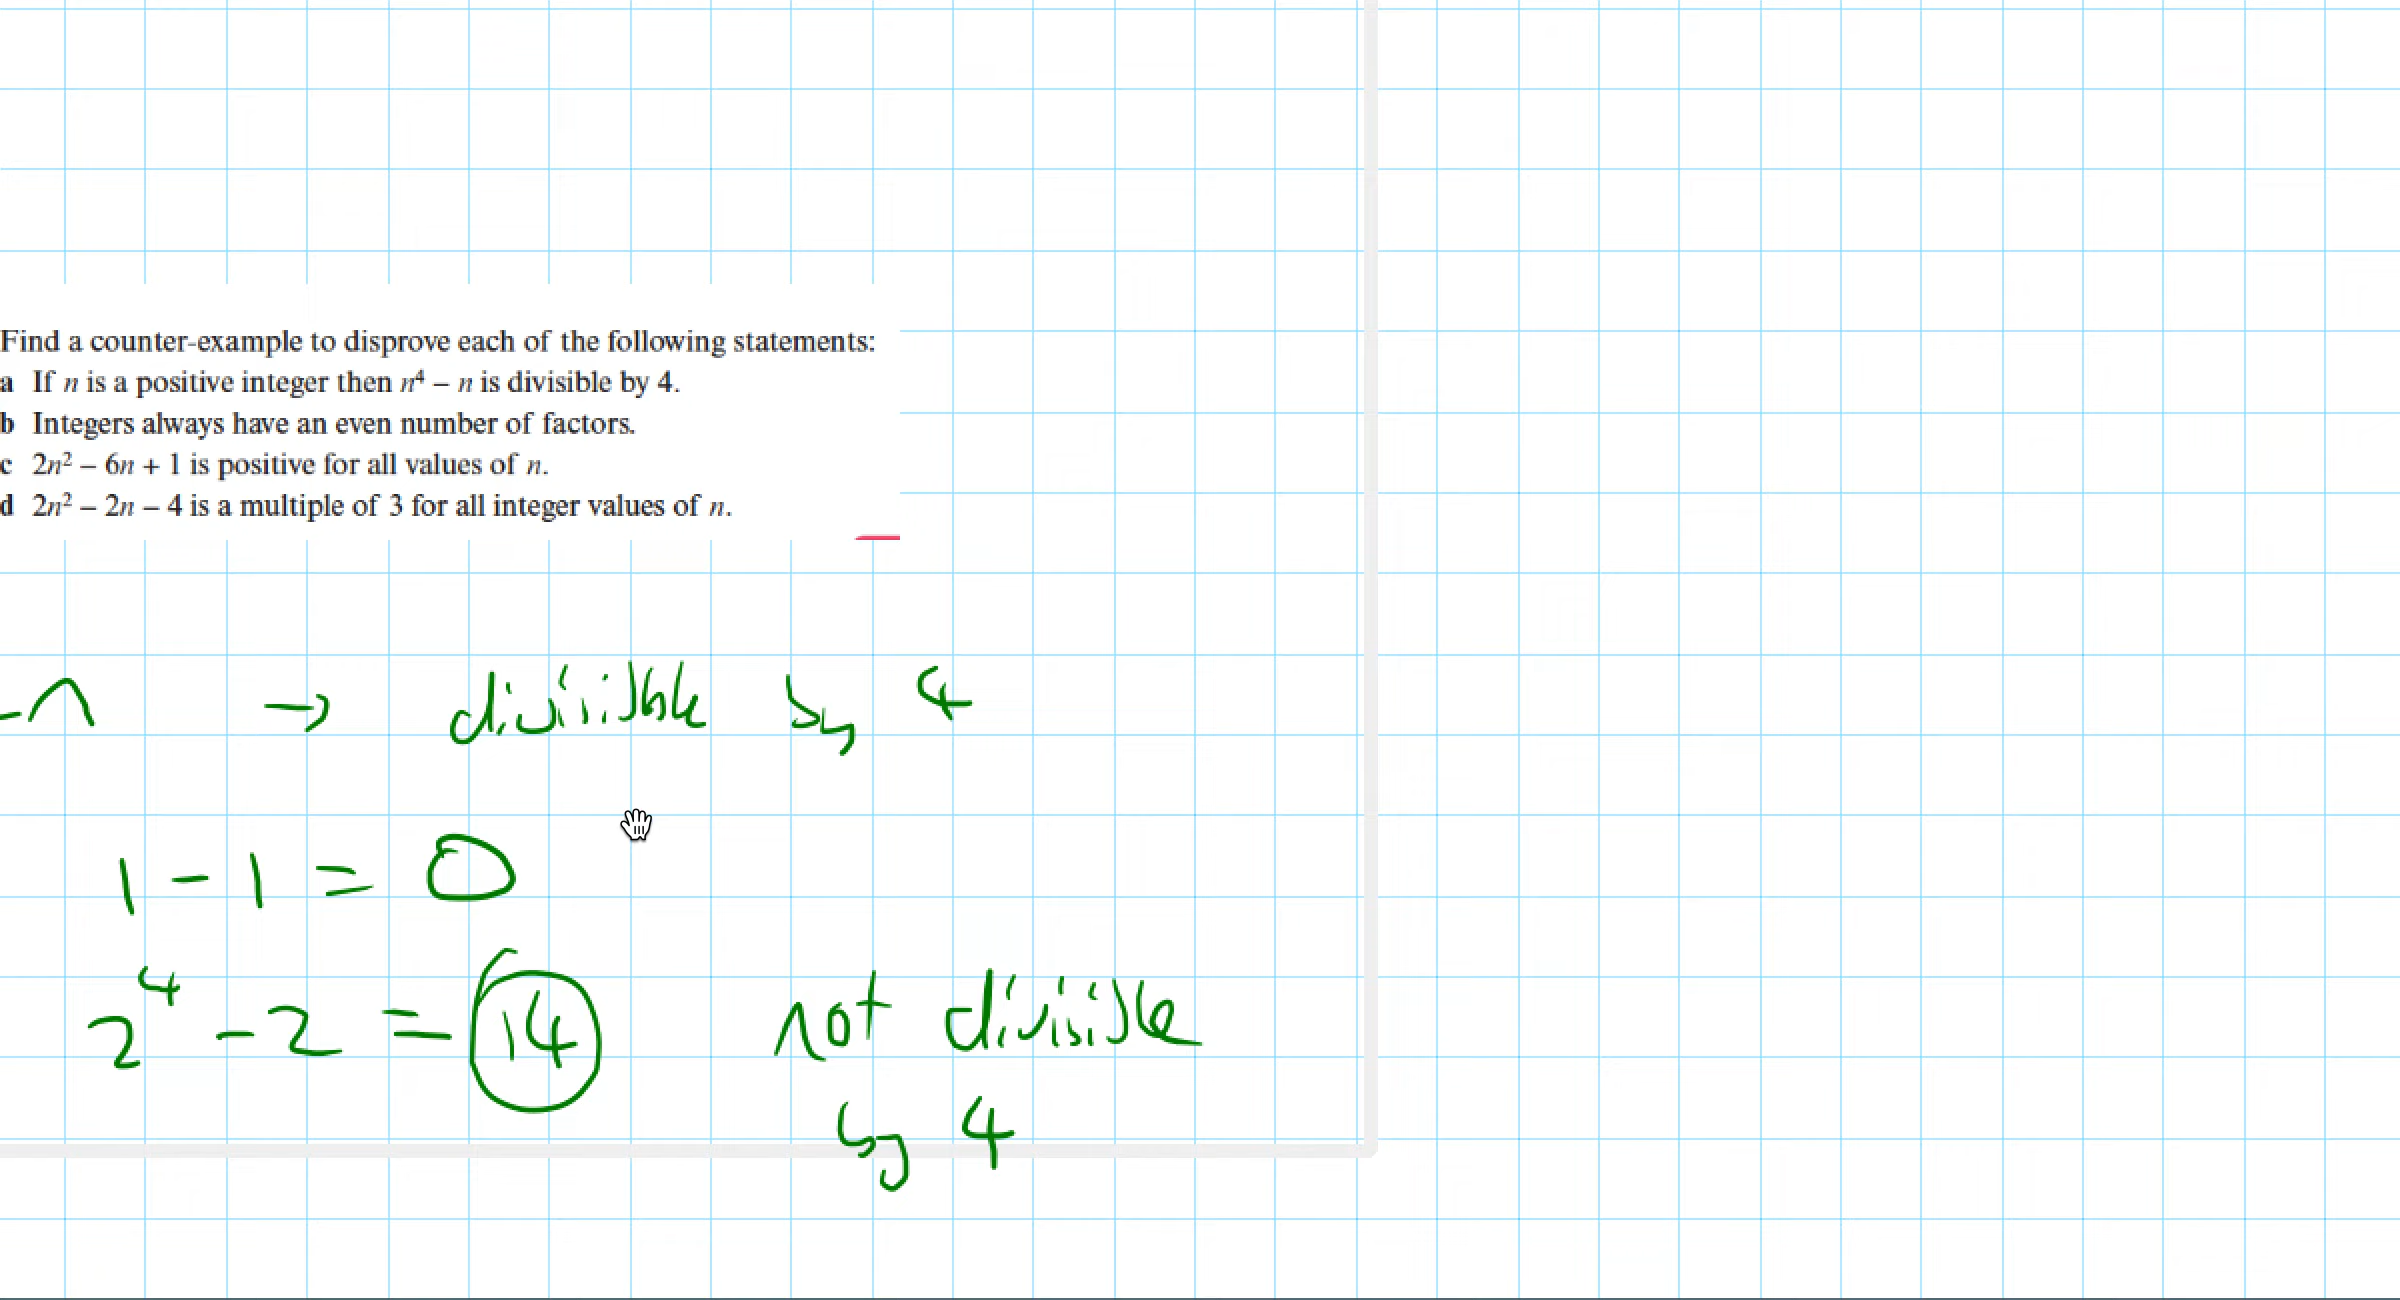 Find a counter-example to disprove each of the following statements:
a If n is a positive integer then n⁴ – n is divisible by 4.
b Integers always have an even number of factors.
c 2n² – 6n + 1 is positive for all values of n.
d 2n² – 2n – 4 is a multiple of 3 for all integer values of n.
-n → divisible by 4
1 - 1 = 0
2⁴ - 2 = 14 not divisible
by 4